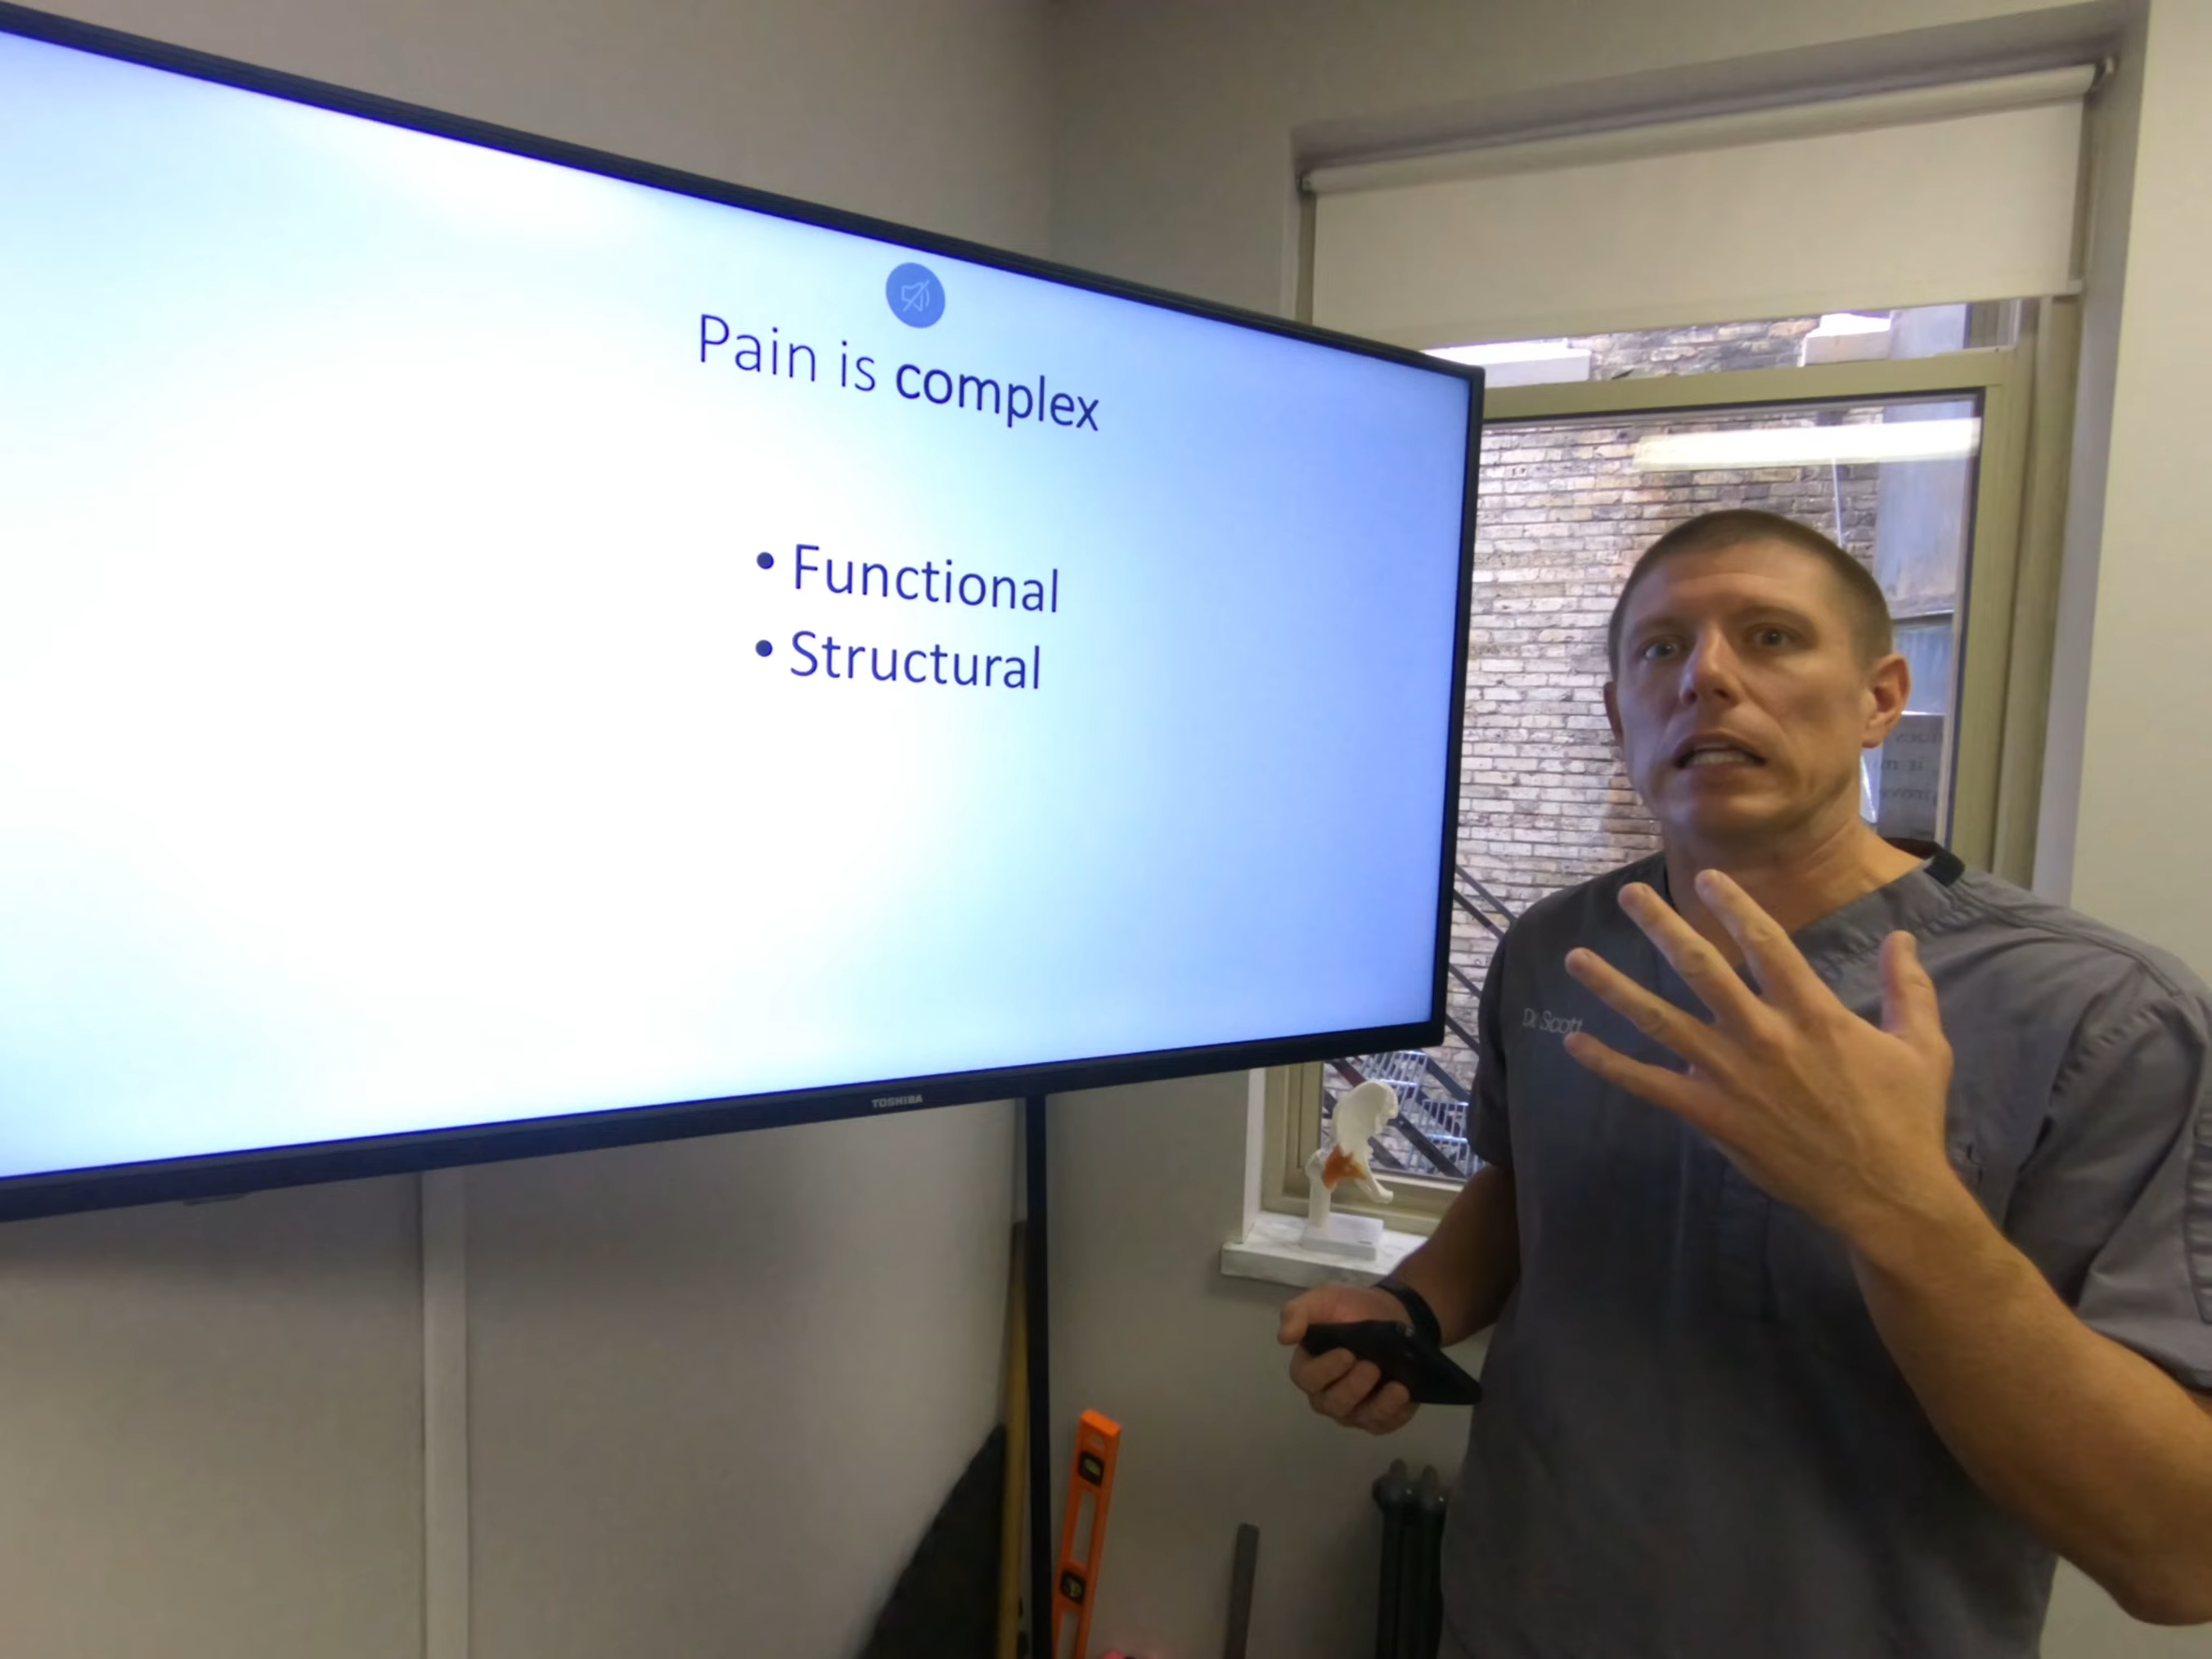 Pain is complex
• Functional
• Structural
TOSHIBA
Dr. Scott